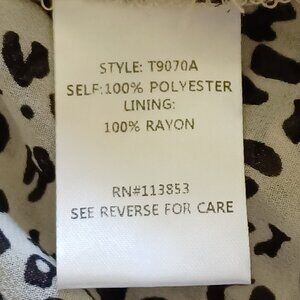 STYLE: T9070A
SELF:100% POLYESTER
LINING:
100% RAYON
RN#113853
SEE REVERSE FOR CARE